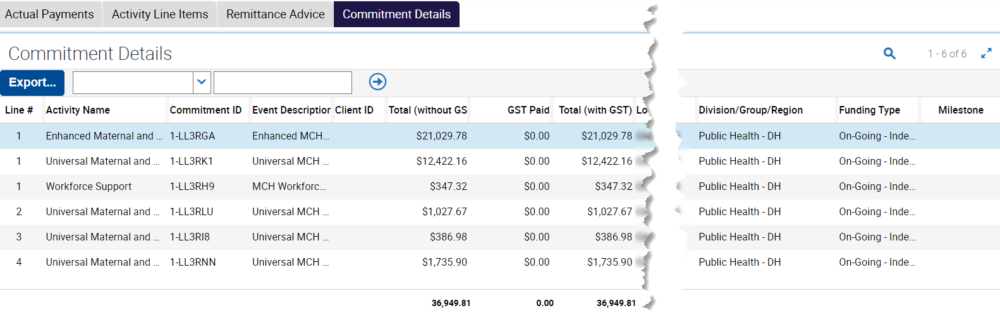 Actual Payments Activity Line Items Remittance Advice Commitment Details
Commitment Details 1 - 6 of 6
Export...
Line # Activity Name Commitment ID Event Description Client ID Total (without GS GST Paid Total (with GST) Lo Division/Group/Region Funding Type Milestone
1 Enhanced Maternal and ... 1-LL3RGA Enhanced MCH... $21,029.78 $0.00 $21,029.78 Public Health - DH On-Going - Inde...
1 Universal Maternal and ... 1-LL3RK1 Universal MCH ... $12,422.16 $0.00 $12,422.16 Public Health - DH On-Going - Inde...
1 Workforce Support 1-LL3RH9 MCH Workforc... $347.32 $0.00 $347.32 Public Health - DH On-Going - Inde...
2 Universal Maternal and ... 1-LL3RLU Universal MCH ... $1,027.67 $0.00 $1,027.67 Public Health - DH On-Going - Inde...
3 Universal Maternal and ... 1-LL3RI8 Universal MCH ... $386.98 $0.00 $386.98 Public Health - DH On-Going - Inde...
4 Universal Maternal and ... 1-LL3RNN Universal MCH ... $1,735.90 $0.00 $1,735.90 Public Health - DH On-Going - Inde...
36,949.81 0.00 36,949.81